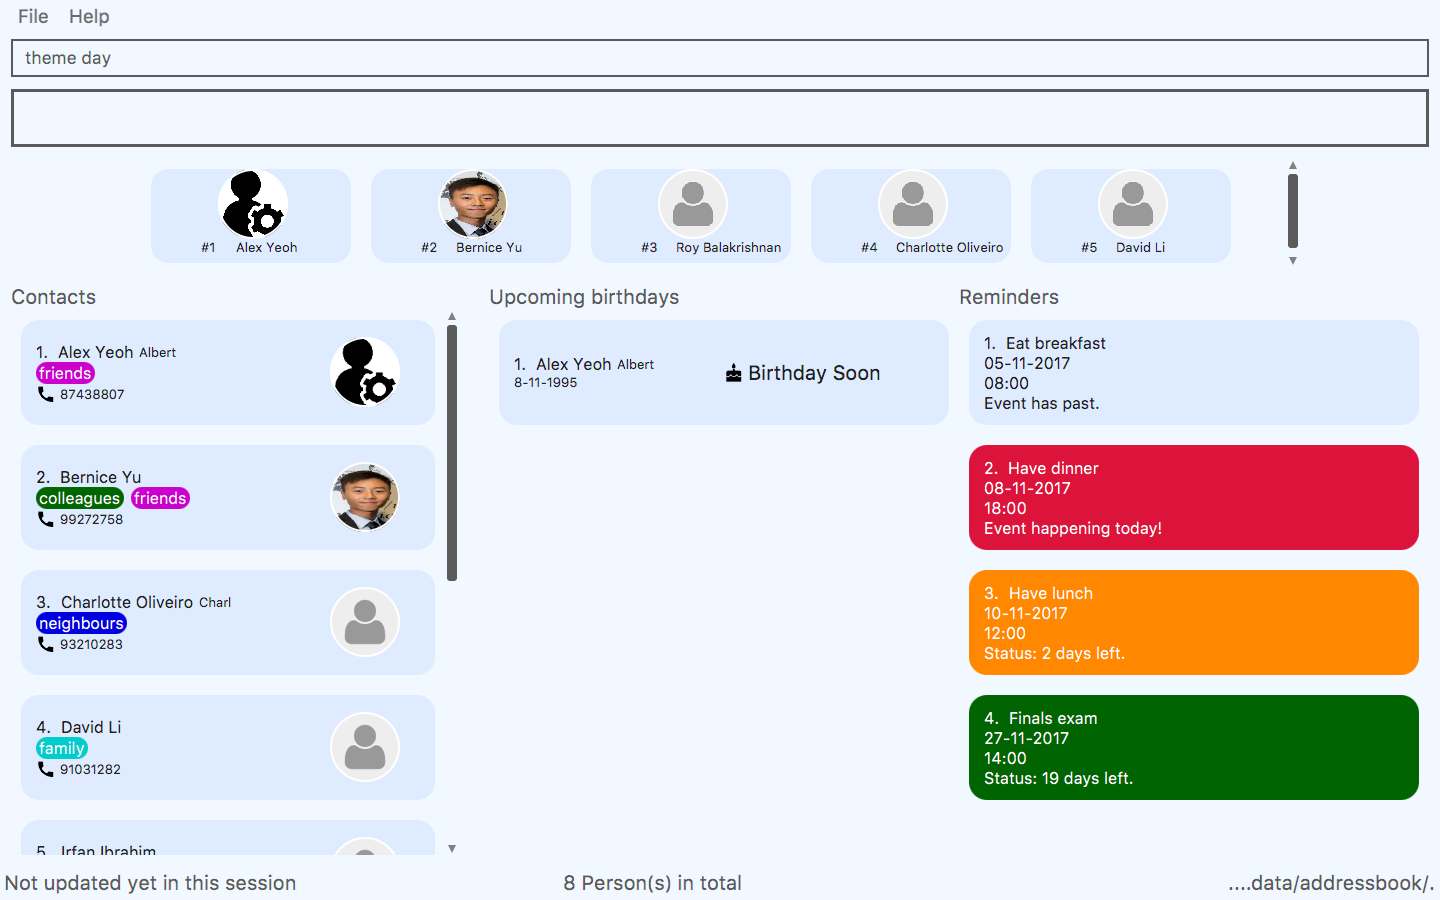 File Help
theme day
#1 Alex Yeoh
#2 Bernice Yu
#3 Roy Balakrishnan
#4 Charlotte Oliveiro
#5 David Li
Contacts
1. Alex Yeoh Albert
friends
87438807
2. Bernice Yu
colleagues friends
99272758
3. Charlotte Oliveiro Charl
neighbours
93210283
4. David Li
family
91031282
5. Irfan Ibrahim
Upcoming birthdays
1. Alex Yeoh Albert
8-11-1995
Birthday Soon
Reminders
1. Eat breakfast
05-11-2017
08:00
Event has past.
2. Have dinner
08-11-2017
18:00
Event happening today!
3. Have lunch
10-11-2017
12:00
Status: 2 days left.
4. Finals exam
27-11-2017
14:00
Status: 19 days left.
Not updated yet in this session
8 Person(s) in total
....data/addressbook/.